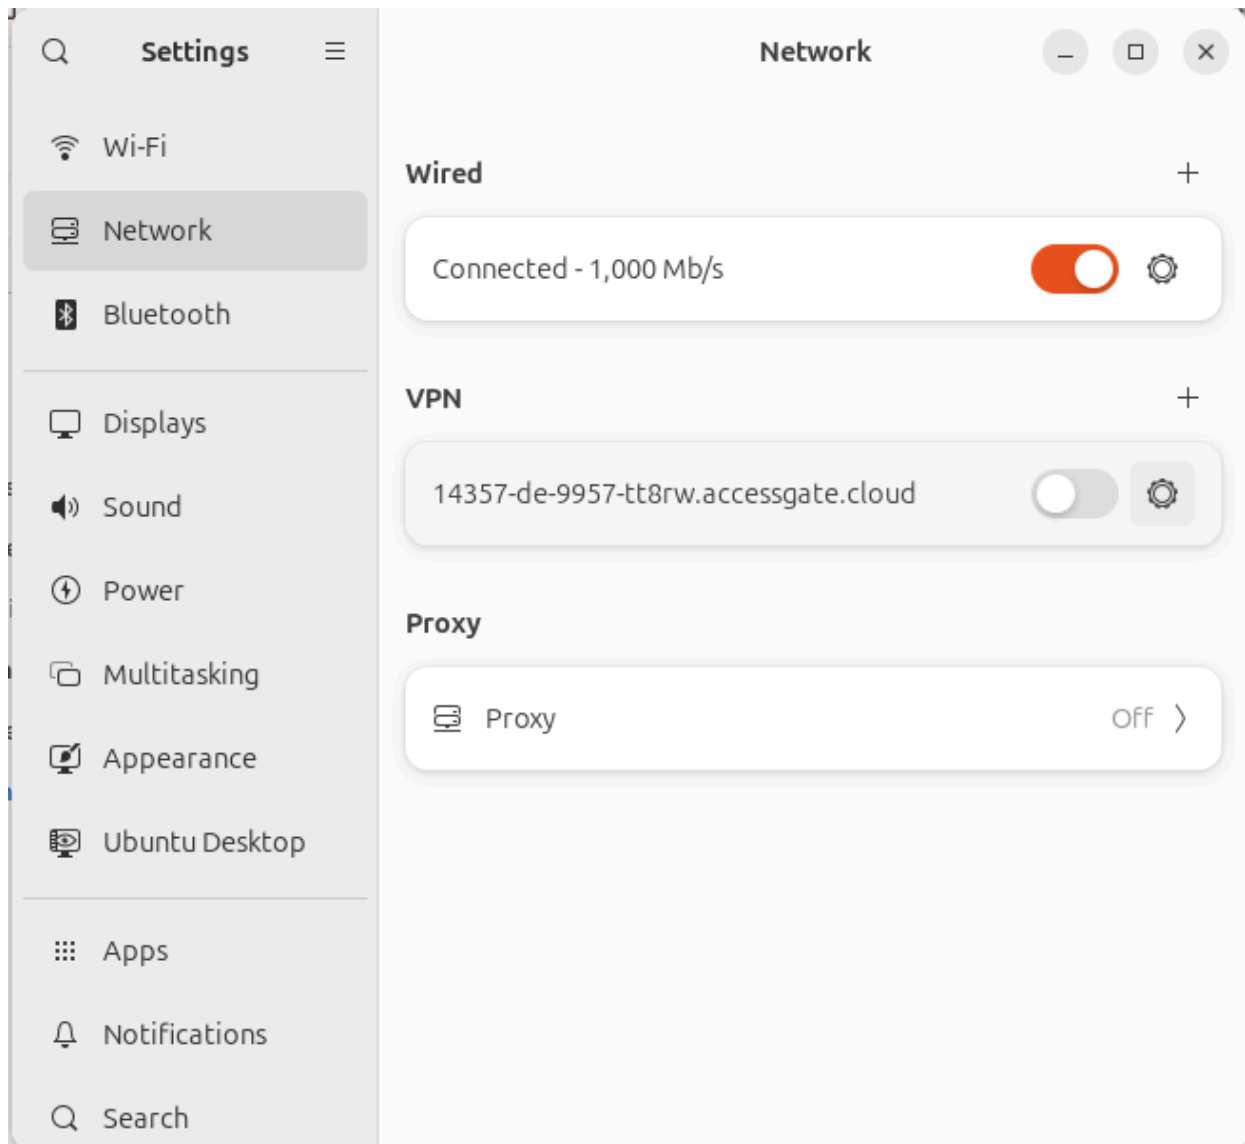 Settings
Wi-Fi
Network
Bluetooth
Displays
Sound
Power
Multitasking
Appearance
Ubuntu Desktop
Apps
Notifications
Search
Network
Wired
Connected - 1,000 Mb/s
VPN
14357-de-9957-tt8rw.accessgate.cloud
Proxy
Proxy
Off